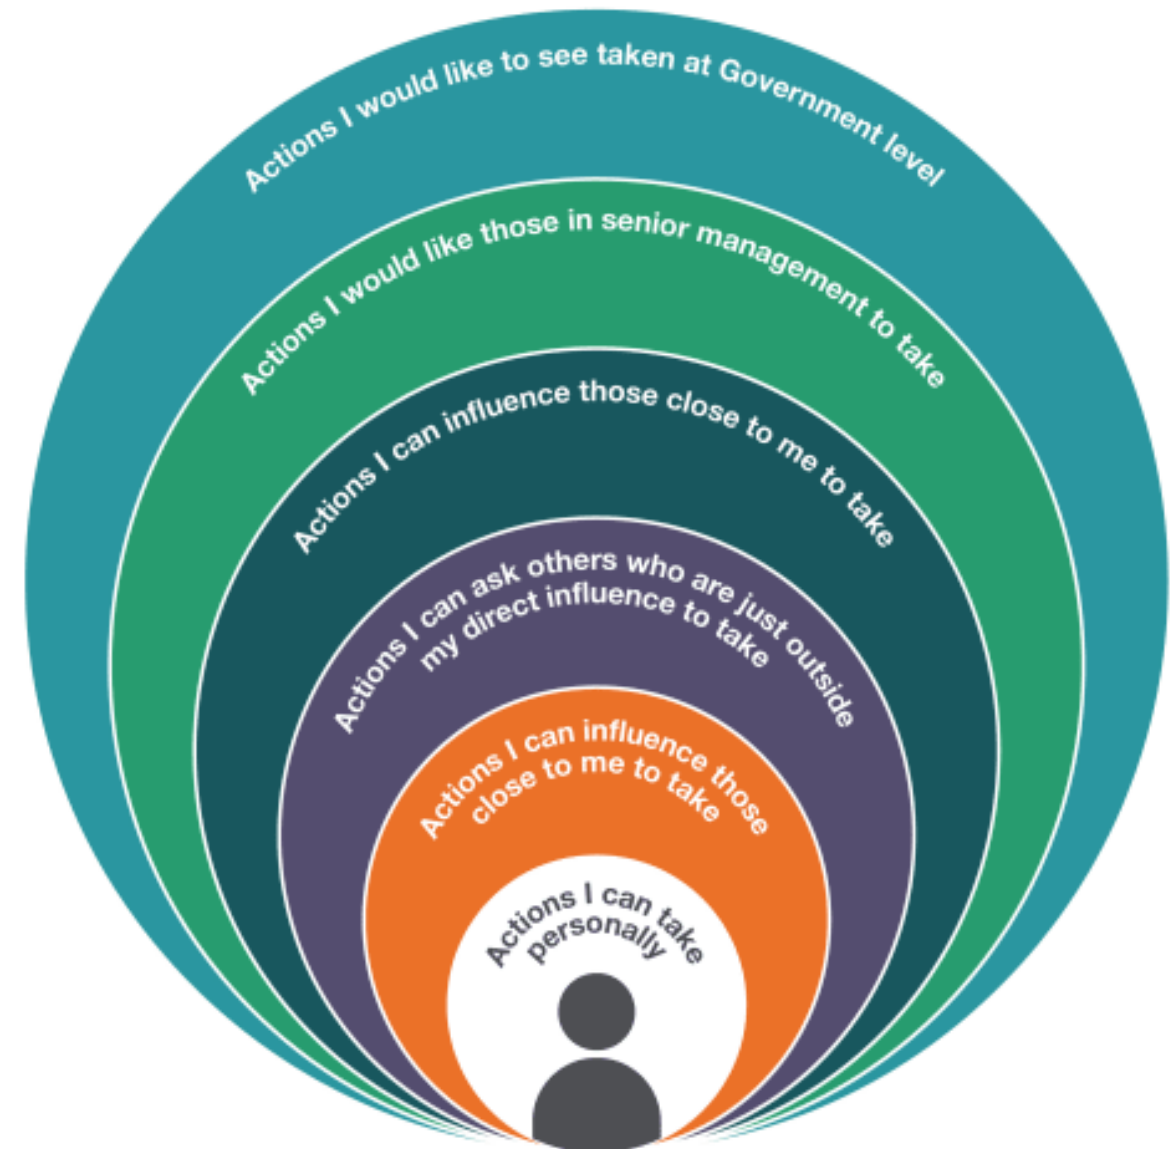 Actions I would like to see taken at Government level
Actions I would like those in senior management to take
Actions I can influence those close to me to take
Actions I can ask others who are just outside
my direct influence to take
Actions I can influence those
close to me to take
Actions I can take
personally